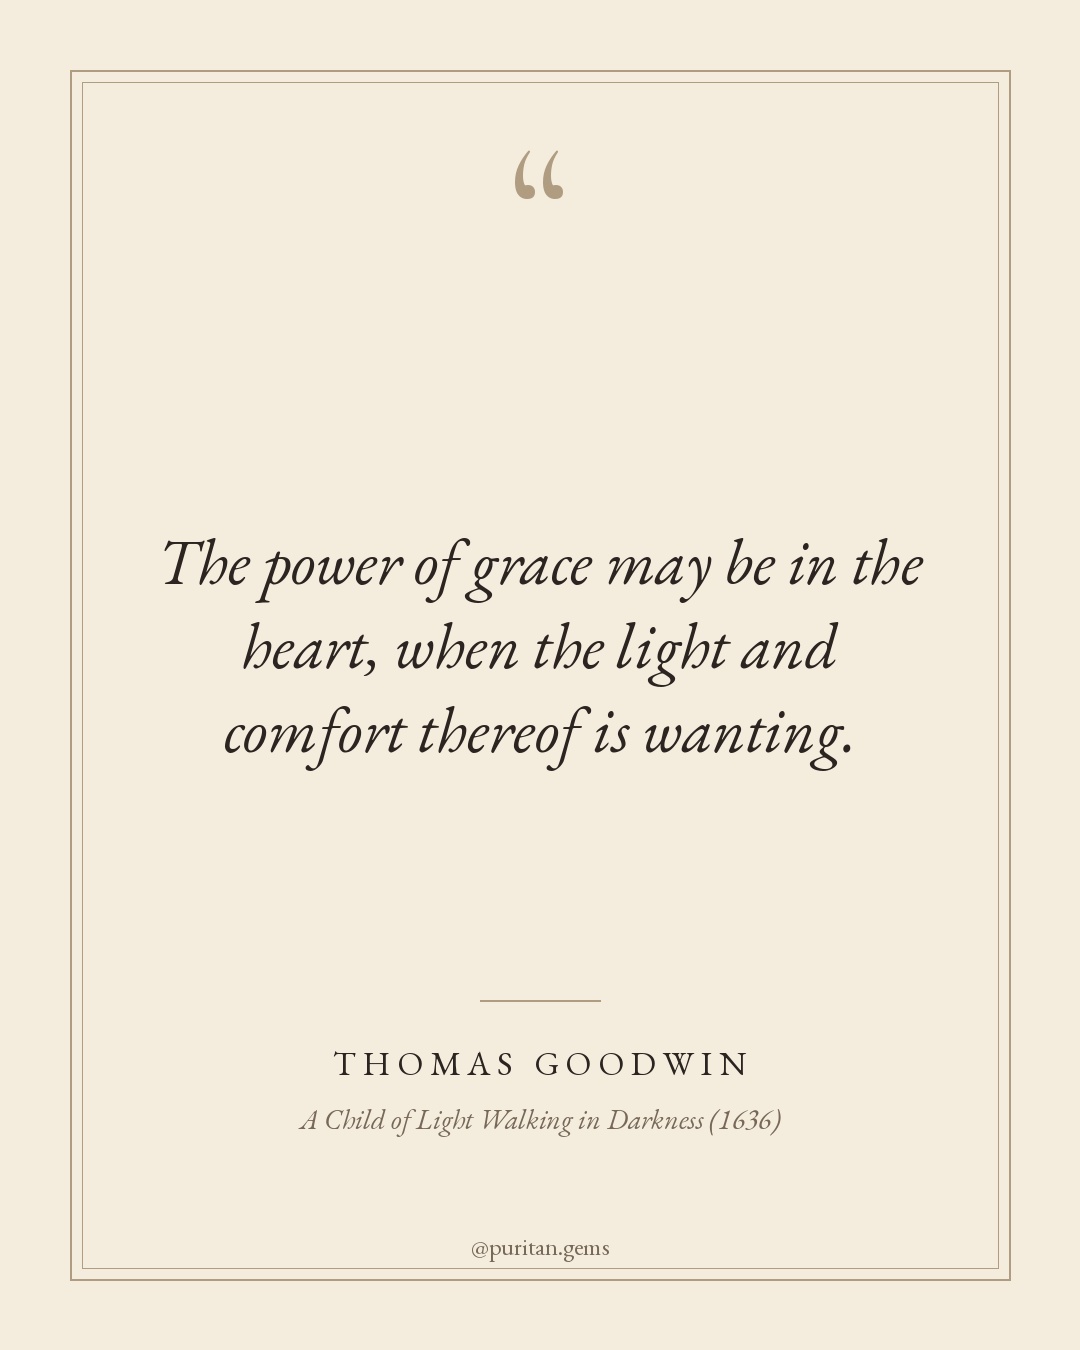 “
The power of grace may be in the
heart, when the light and
comfort thereof is wanting.
THOMAS GOODWIN
A Child of Light Walking in Darkness (1636)
@puritan.gems